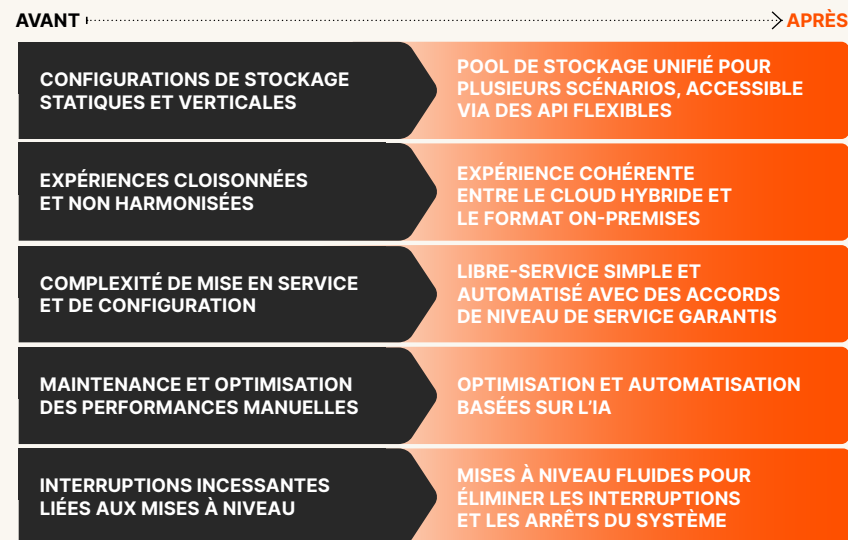 AVANT
APRÈS
CONFIGURATIONS DE STOCKAGE
STATIQUES ET VERTICALES
POOL DE STOCKAGE UNIFIÉ POUR
PLUSIEURS SCÉNARIOS, ACCESSIBLE
VIA DES API FLEXIBLES
EXPÉRIENCES CLOISONNÉES
ET NON HARMONISÉES
EXPÉRIENCE COHÉRENTE
ENTRE LE CLOUD HYBRIDE ET
LE FORMAT ON-PREMISES
COMPLEXITÉ DE MISE EN SERVICE
ET DE CONFIGURATION
LIBRE-SERVICE SIMPLE ET
AUTOMATISÉ AVEC DES ACCORDS
DE NIVEAU DE SERVICE GARANTIS
MAINTENANCE ET OPTIMISATION
DES PERFORMANCES MANUELLES
OPTIMISATION ET AUTOMATISATION
BASÉES SUR L'IA
INTERRUPTIONS INCESSANTES
LIÉES AUX MISES À NIVEAU
MISES À NIVEAU FLUIDES POUR
ÉLIMINER LES INTERRUPTIONS
ET LES ARRÊTS DU SYSTÈME